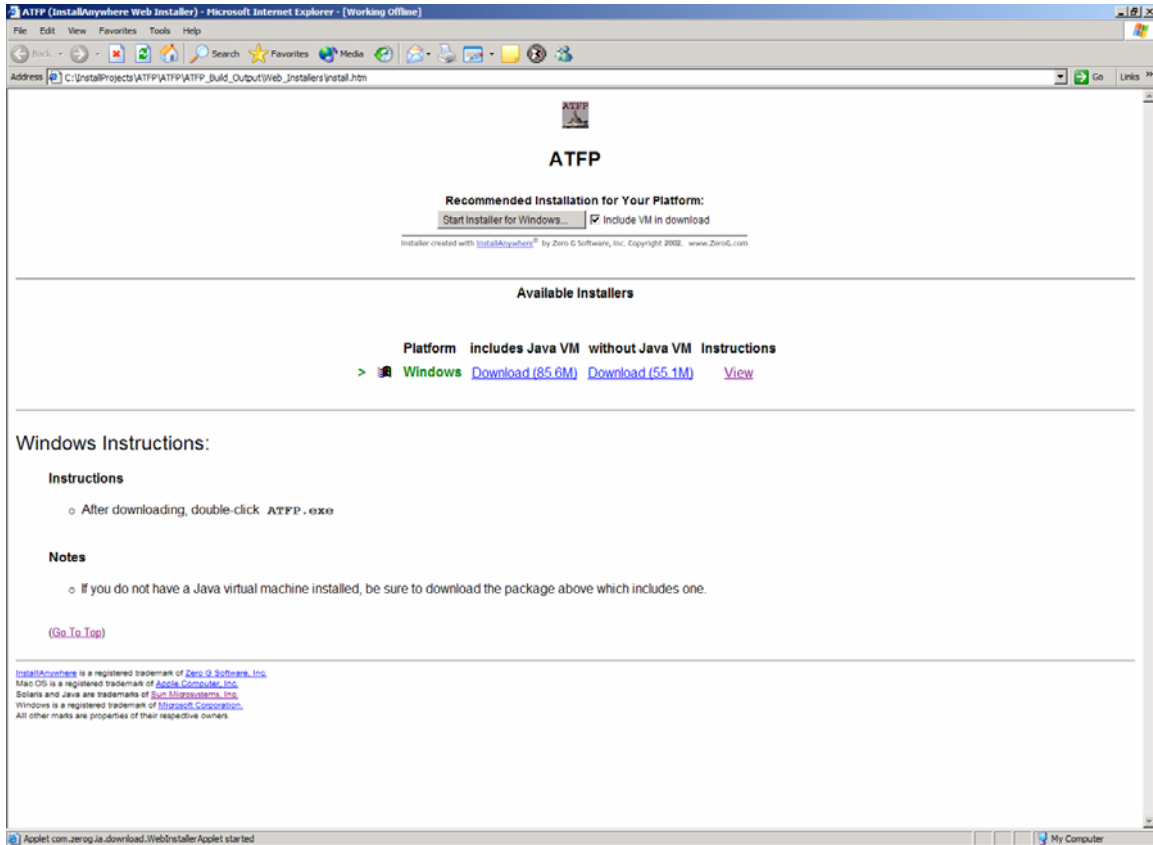 ATFP (InstallAnywhere Web Installer) - Microsoft Internet Explorer - [Working Offline]
File Edit View Favorites Tools Help
Back Search Favorites Media
Address C:\InstallProjects\ATFP\ATFP\ATFP_Build_Output\Web_Installers\install.htm Go Links »
ATFP
ATFP
Recommended Installation for Your Platform:
Start Installer for Windows... Include VM in download
Installer created with InstallAnywhere® by Zero G Software, Inc. Copyright 2002. www.ZeroG.com
Available Installers
Platform includes Java VM without Java VM Instructions
> Windows Download (85.6M) Download (55.1M) View
Windows Instructions:
Instructions
o After downloading, double-click ATFP.exe
Notes
o If you do not have a Java virtual machine installed, be sure to download the package above which includes one.
(Go To Top)
InstallAnywhere is a registered trademark of Zero G Software, Inc.
Mac OS is a registered trademark of Apple Computer, Inc.
Solaris and Java are trademarks of Sun Microsystems, Inc.
Windows is a registered trademark of Microsoft Corporation.
All other marks are properties of their respective owners.
Applet com.zerog.ia.download.WebInstallerApplet started My Computer